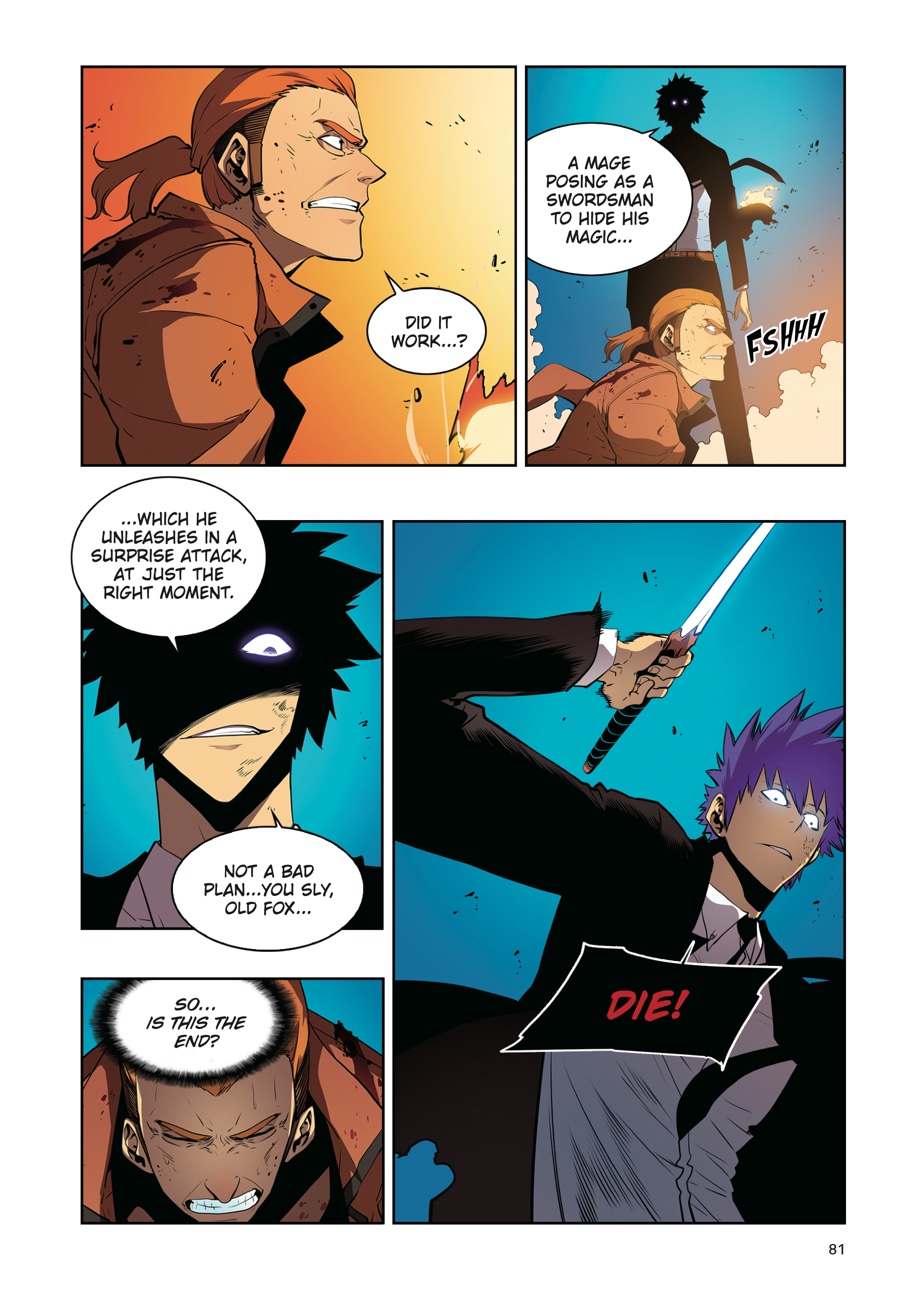 DID IT
WORK...?
A MAGE
POSING AS A
SWORDSMAN
TO HIDE HIS
MAGIC...
FSHHH
...WHICH HE
UNLEASHES IN A
SURPRISE ATTACK,
AT JUST THE
RIGHT MOMENT.
NOT A BAD
PLAN...YOU SLY,
OLD FOX...
DIE!
SO...
IS THIS THE
END?
81